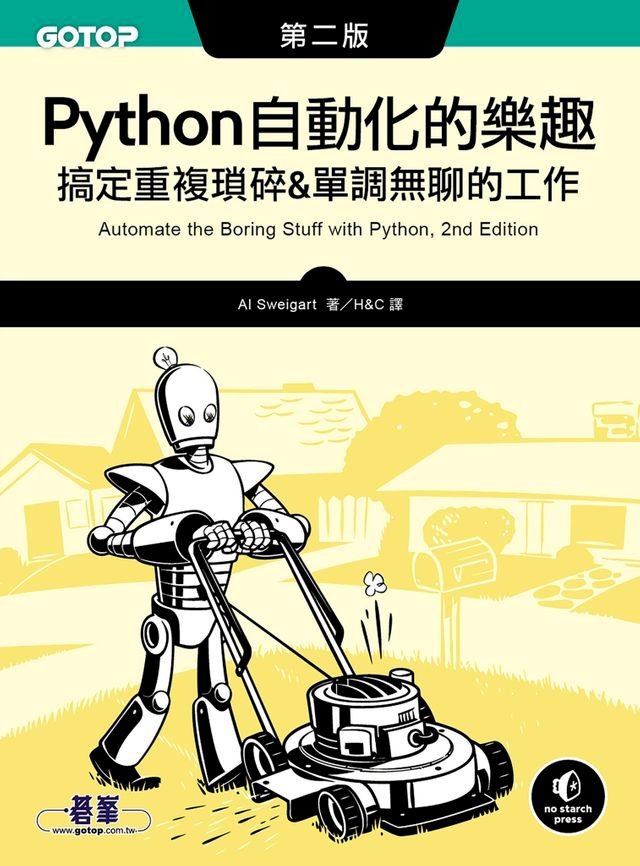 GOTOP
第二版
Python自動化的樂趣
搞定重複瑣碎&單調無聊的工作
Automate the Boring Stuff with Python, 2nd Edition
Al Sweigart 著／H&C 譯
碁峯
www.gotop.com.tw
no starch
press